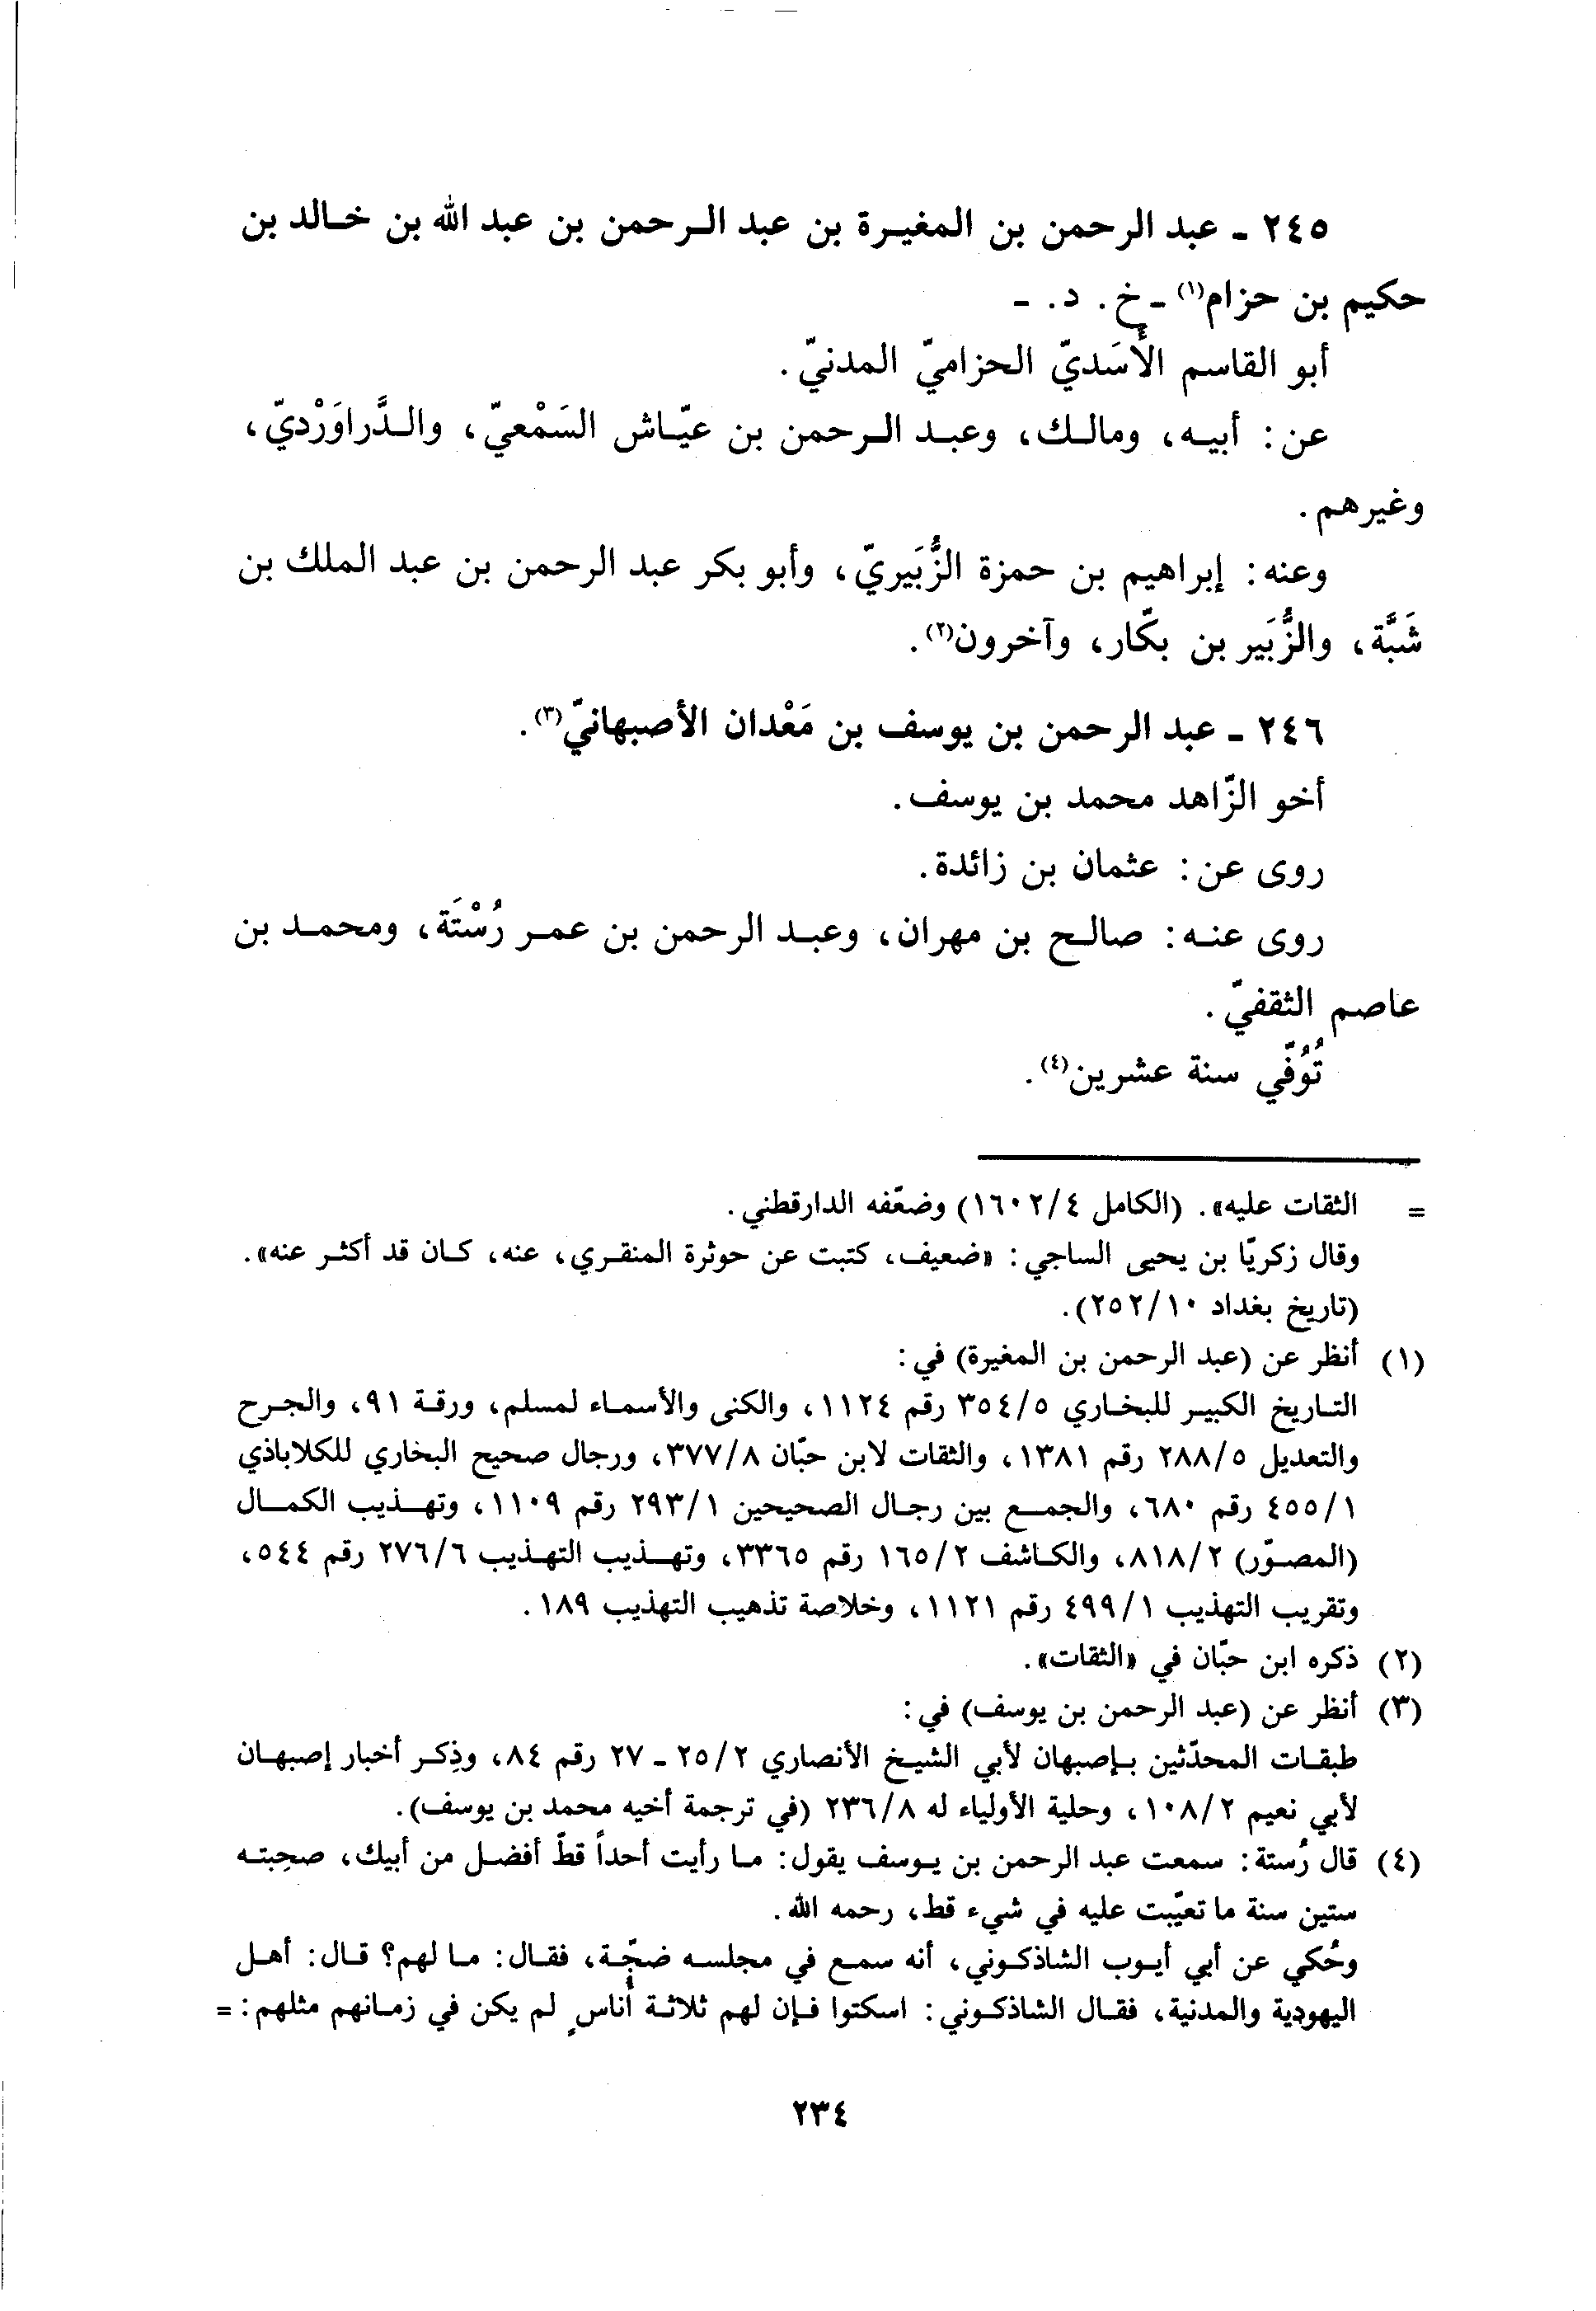 ٢٤٥ - عبد الرحمن بن المغيرة بن عبد الرحمن بن عبد الله بن خالد بن
حكيم بن حزام(١) - خ. د. -
أبو القاسم الأَسَديّ الحزاميّ المدنيّ.
عن: أبيه، ومالك، وعبد الرحمن بن عيّاش السَمْعيّ، والدَّراوَرْديّ،
وغيرهم.
وعنه: إبراهيم بن حمزة الزُّبَيريّ، وأبو بكر عبد الرحمن بن عبد الملك بن
شَبَّة، والزُّبَير بن بكّار، وآخرون(٢).
٢٤٦ - عبد الرحمن بن يوسف بن مَعْدان الأصبهانيّ(٣).
أخو الزّاهد محمد بن يوسف.
روى عن: عثمان بن زائدة.
روى عنه: صالح بن مهران، وعبد الرحمن بن عمر رُسْتَة، ومحمد بن
عاصم الثقفيّ.
تُوُفّي سنة عشرين(٤).
= الثقات عليه». (الكامل ١٦٠٢/٤) وضعّفه الدارقطني.
وقال زكريّا بن يحيى الساجي: «ضعيف، كتبت عن حوثرة المنقري، عنه، كان قد أكثر عنه».
(تاريخ بغداد ٢٥٢/١٠).
(١) أنظر عن (عبد الرحمن بن المغيرة) في:
التاريخ الكبير للبخاري ٣٥٤/٥ رقم ١١٢٤، والكنى والأسماء لمسلم، ورقة ٩١، والجرح
والتعديل ٢٨٨/٥ رقم ١٣٨١، والثقات لابن حبّان ٣٧٧/٨، ورجال صحيح البخاري للكلاباذي
٤٥٥/١ رقم ٦٨٠، والجمع بين رجال الصحيحين ٢٩٣/١ رقم ١١٠٩، وتهذيب الكمال
(المصوّر) ٨١٨/٢، والكاشف ١٦٥/٢ رقم ٣٣٦٥، وتهذيب التهذيب ٢٧٦/٦ رقم ٥٤٤،
وتقريب التهذيب ٤٩٩/١ رقم ١١٢١، وخلاصة تذهيب التهذيب ١٨٩.
(٢) ذكره ابن حبّان في «الثقات».
(٣) أنظر عن (عبد الرحمن بن يوسف) في:
طبقات المحدّثين بإصبهان لأبي الشيخ الأنصاري ٢٥/٢ - ٢٧ رقم ٨٤، وذِكر أخبار إصبهان
لأبي نعيم ١٠٨/٢، وحلية الأولياء له ٢٣٦/٨ (في ترجمة أخيه محمد بن يوسف).
(٤) قال رُستة: سمعت عبد الرحمن بن يوسف يقول: ما رأيت أحداً قطّ أفضل من أبيك، صحِبته
ستين سنة ما تعيّبت عليه في شيء قط، رحمه الله.
وحُكي عن أبي أيوب الشاذكوني، أنه سمع في مجلسه ضجّة، فقال: ما لهم؟ قال: أهل
اليهودية والمدنية، فقال الشاذكوني: اسكتوا فإن لهم ثلاثة أُناسٍ لم يكن في زمانهم مثلهم: =
٢٣٤